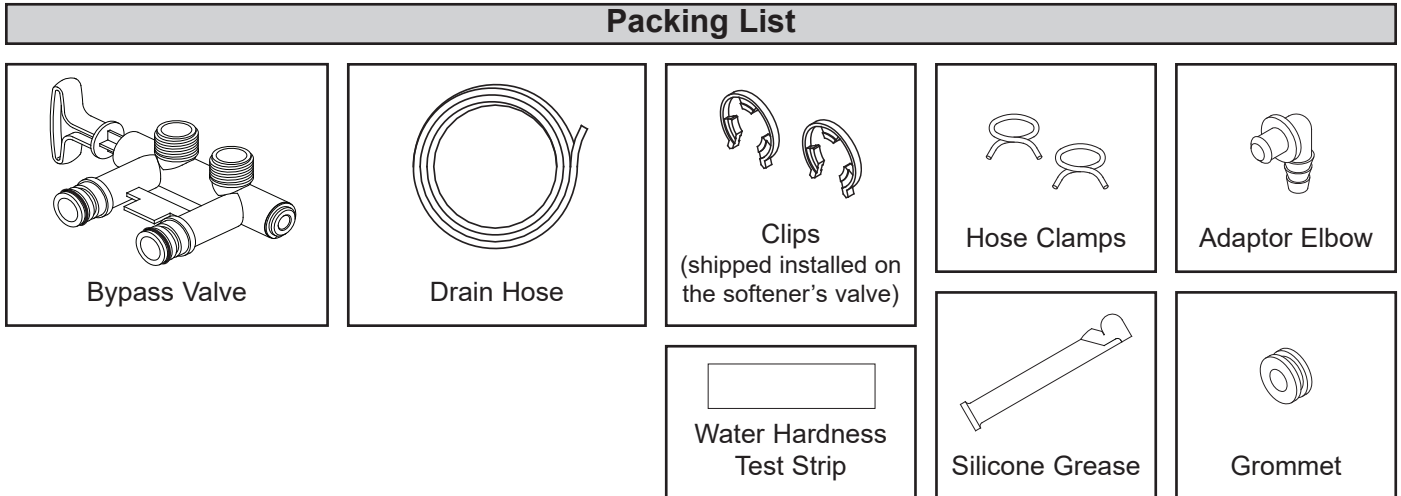 Packing List
Bypass Valve
Drain Hose
Clips
(shipped installed on
the softener's valve)
Hose Clamps
Adaptor Elbow
Water Hardness
Test Strip
Silicone Grease
Grommet